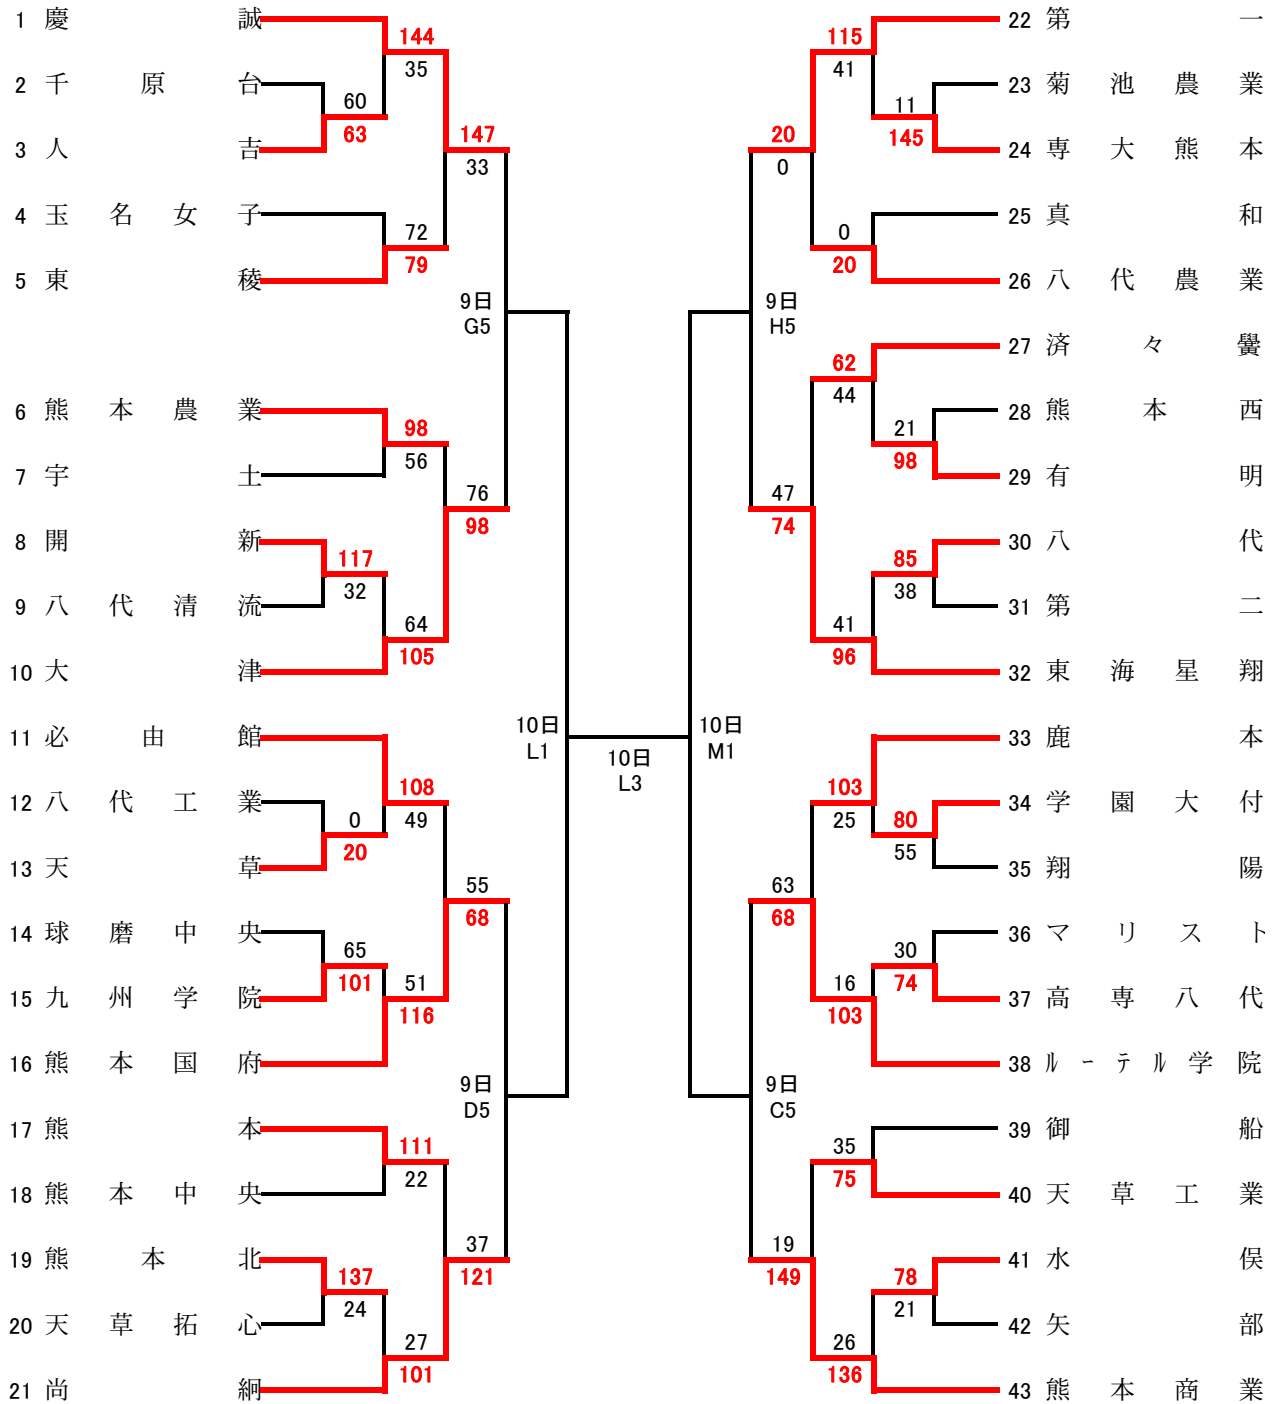 1 慶誠
2 千原台
3 人吉
4 玉名女子
5 東稜
6 熊本農業
7 宇土
8 開新
9 八代清流
10 大津
11 必由館
12 八代工業
13 天草
14 球磨中央
15 九州学院
16 熊本国府
17 熊本
18 熊本中央
19 熊本北
20 天草拓心
21 尚絅
60
63
117
32
0
20
65
101
137
24
144
35
72
79
98
56
64
105
108
49
51
116
111
22
27
101
147
33
76
98
55
68
37
121
9日
G5
9日
D5
10日
L1
10日
L3
10日
M1
9日
H5
9日
C5
20
0
47
74
63
68
19
149
115
41
0
20
62
44
41
96
103
25
16
103
35
75
26
136
11
145
21
98
85
38
80
55
30
74
78
21
22 第一
23 菊池農業
24 専大熊本
25 真和
26 八代農業
27 済々黌
28 熊本西
29 有明
30 八代
31 第二
32 東海星翔
33 鹿本
34 学園大付
35 翔陽
36 マリスト
37 高専八代
38 ルーテル学院
39 御船
40 天草工業
41 水俣
42 矢部
43 熊本商業